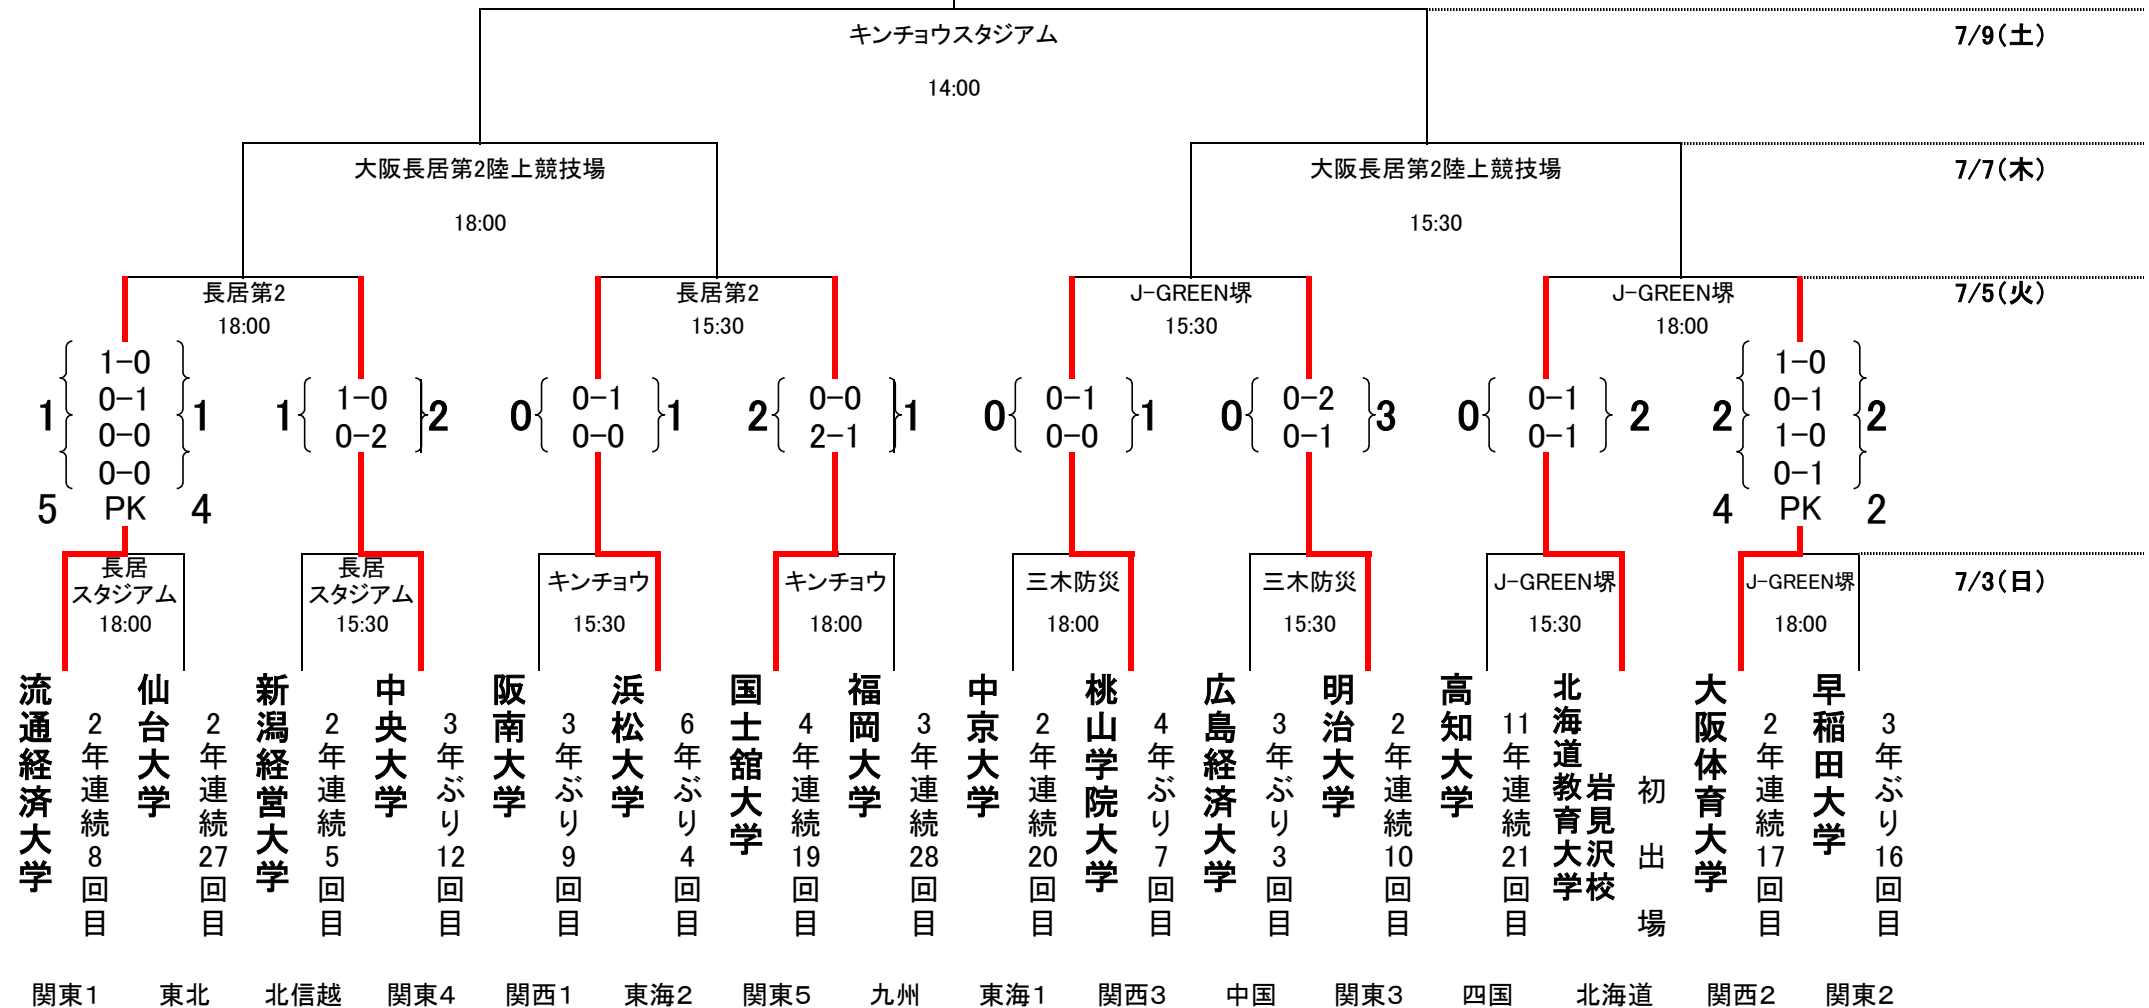 キンチョウスタジアム
7/9(土)
14:00
大阪長居第2陸上競技場
大阪長居第2陸上競技場
7/7(木)
18:00
15:30
長居第2
長居第2
J-GREEN堺
J-GREEN堺
7/5(火)
18:00
15:30
15:30
18:00
1 1-0 0-1 0-0 0-0 1
5 PK 4
1 1-0 0-2 2
0 0-1 0-0 1
2 0-0 2-1 1
0 0-1 0-0 1
0 0-2 0-1 3
0 0-1 0-1 2
2 1-0 0-1 1-0 0-1 2
4 PK 2
長居
スタジアム
18:00
長居
スタジアム
15:30
キンチョウ
15:30
キンチョウ
18:00
三木防災
18:00
三木防災
15:30
J-GREEN堺
15:30
J-GREEN堺
18:00
7/3(日)
流通経済大学
2年連続8回目
仙台大学
2年連続27回目
新潟経営大学
2年連続5回目
中央大学
3年ぶり12回目
阪南大学
3年ぶり9回目
浜松大学
6年ぶり4回目
国士舘大学
4年連続19回目
福岡大学
3年連続28回目
中京大学
2年連続20回目
桃山学院大学
4年ぶり7回目
広島経済大学
3年ぶり3回目
明治大学
2年連続10回目
高知大学
11年連続21回目
北海道教育大学
岩見沢校
初出場
大阪体育大学
2年連続17回目
早稲田大学
3年ぶり16回目
関東1 東北 北信越 関東4 関西1 東海2 関東5 九州 東海1 関西3 中国 関東3 四国 北海道 関西2 関東2